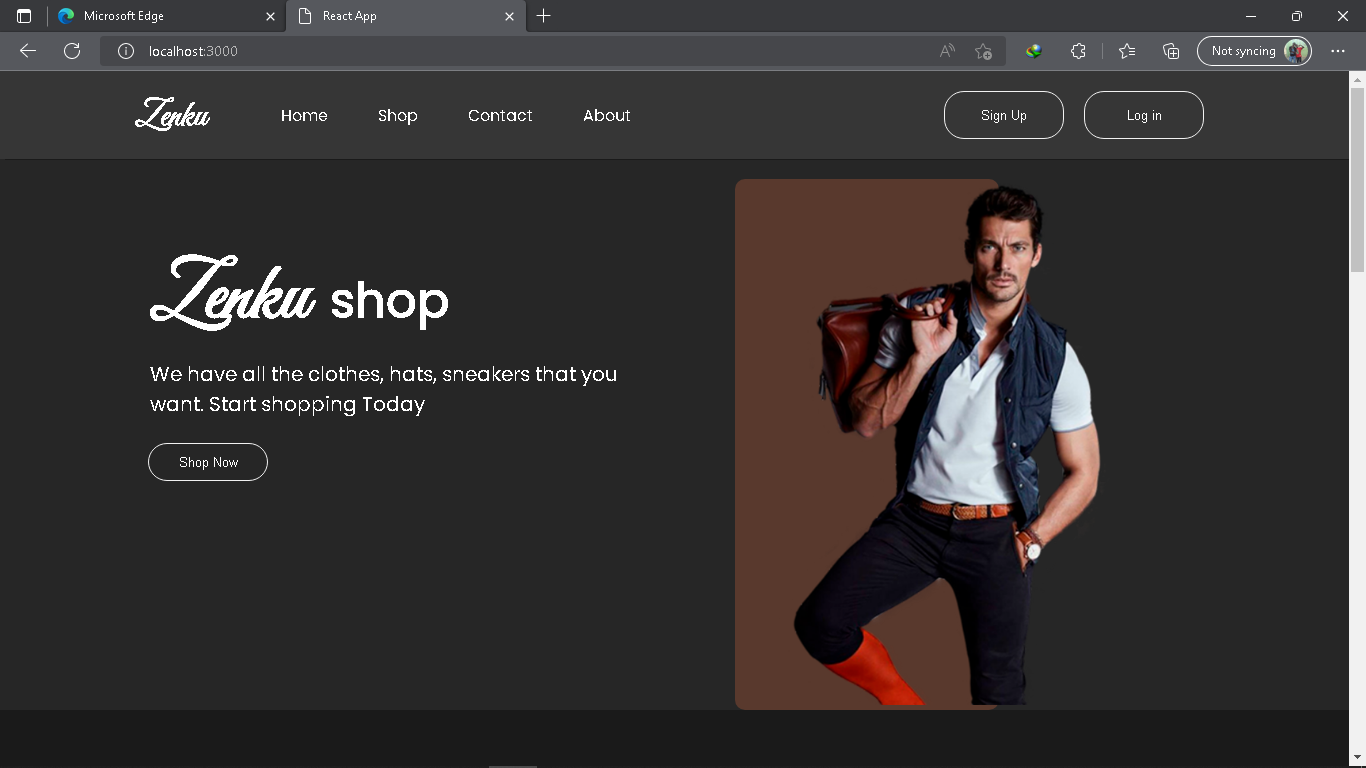 Microsoft Edge
React App
localhost:3000
Not syncing
Zenku
Home
Shop
Contact
About
Sign Up
Log in
Zenku shop
We have all the clothes, hats, sneakers that you
want. Start shopping Today
Shop Now